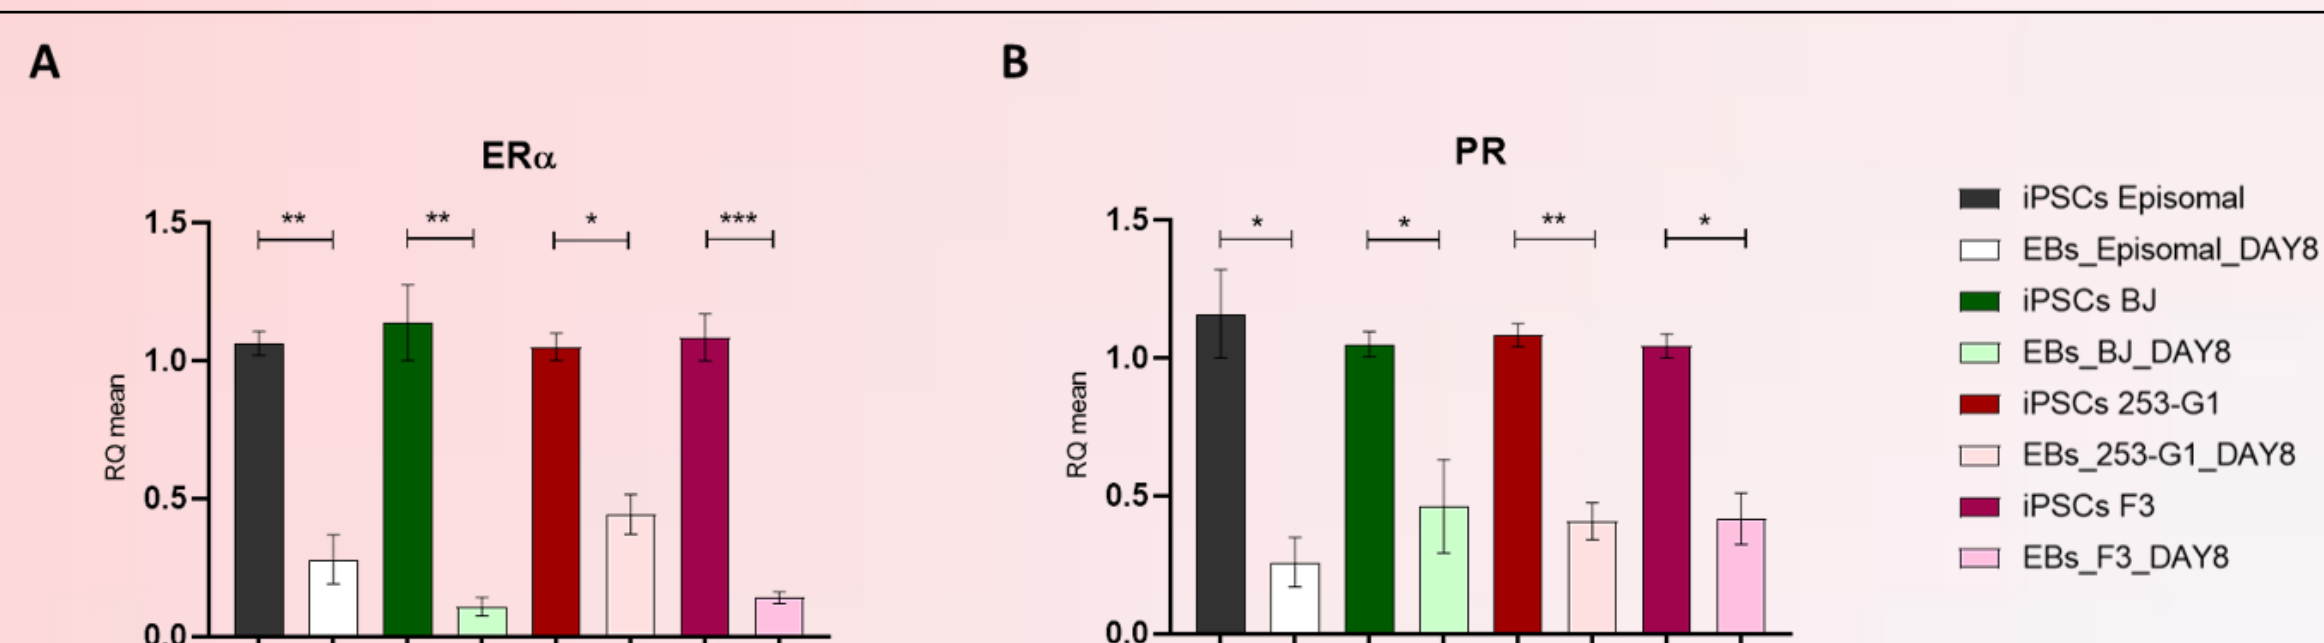 A
B
ERα
PR
1.5
1.0
0.5
0.0
RQ mean
** ** * ***
1.5
1.0
0.5
0.0
RQ mean
* * ** *
iPSCs Episomal
EBs_Episomal_DAY8
iPSCs BJ
EBs_BJ_DAY8
iPSCs 253-G1
EBs_253-G1_DAY8
iPSCs F3
EBs_F3_DAY8